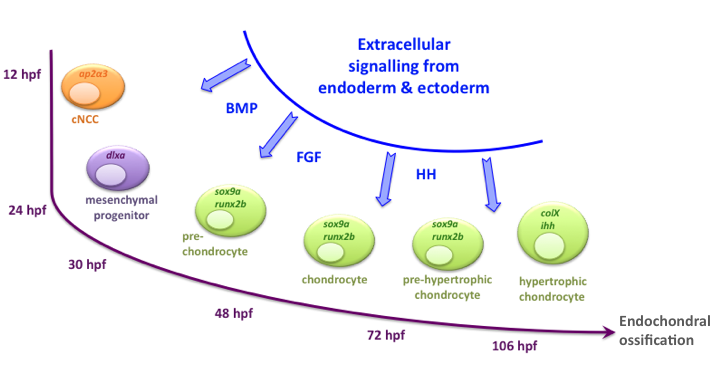 Extracellular
signalling from
endoderm & ectoderm
12 hpf
ap2α3
cNCC
BMP
FGF
HH
dlxa
mesenchymal
progenitor
24 hpf
sox9a
runx2b
pre-
chondrocyte
sox9a
runx2b
chondrocyte
sox9a
runx2b
pre-hypertrophic
chondrocyte
colX
ihh
hypertrophic
chondrocyte
30 hpf
48 hpf
72 hpf
106 hpf
Endochondral
ossification